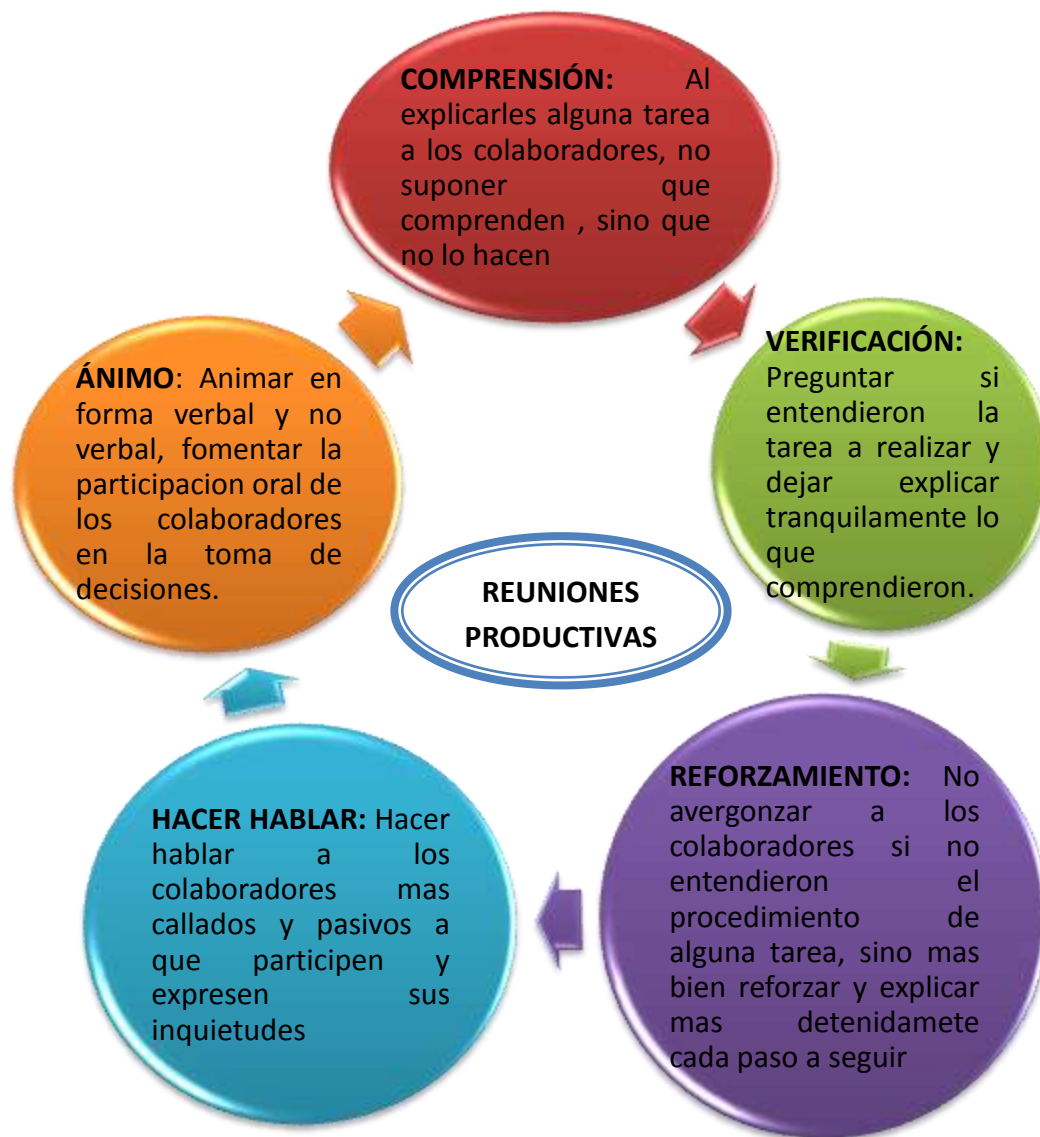 COMPRENSIÓN: Al
explicarles alguna tarea
a los colaboradores, no
suponer que
comprenden , sino que
no lo hacen
VERIFICACIÓN:
Preguntar si
entendieron la
tarea a realizar y
dejar explicar
tranquilamente lo
que
comprendieron.
REFORZAMIENTO: No
avergonzar a los
colaboradores si no
entendieron el
procedimiento de
alguna tarea, sino mas
bien reforzar y explicar
mas detenidamete
cada paso a seguir
HACER HABLAR: Hacer
hablar a los
colaboradores mas
callados y pasivos a
que participen y
expresen sus
inquietudes
ÁNIMO: Animar en
forma verbal y no
verbal, fomentar la
participacion oral de
los colaboradores
en la toma de
decisiones.
REUNIONES
PRODUCTIVAS